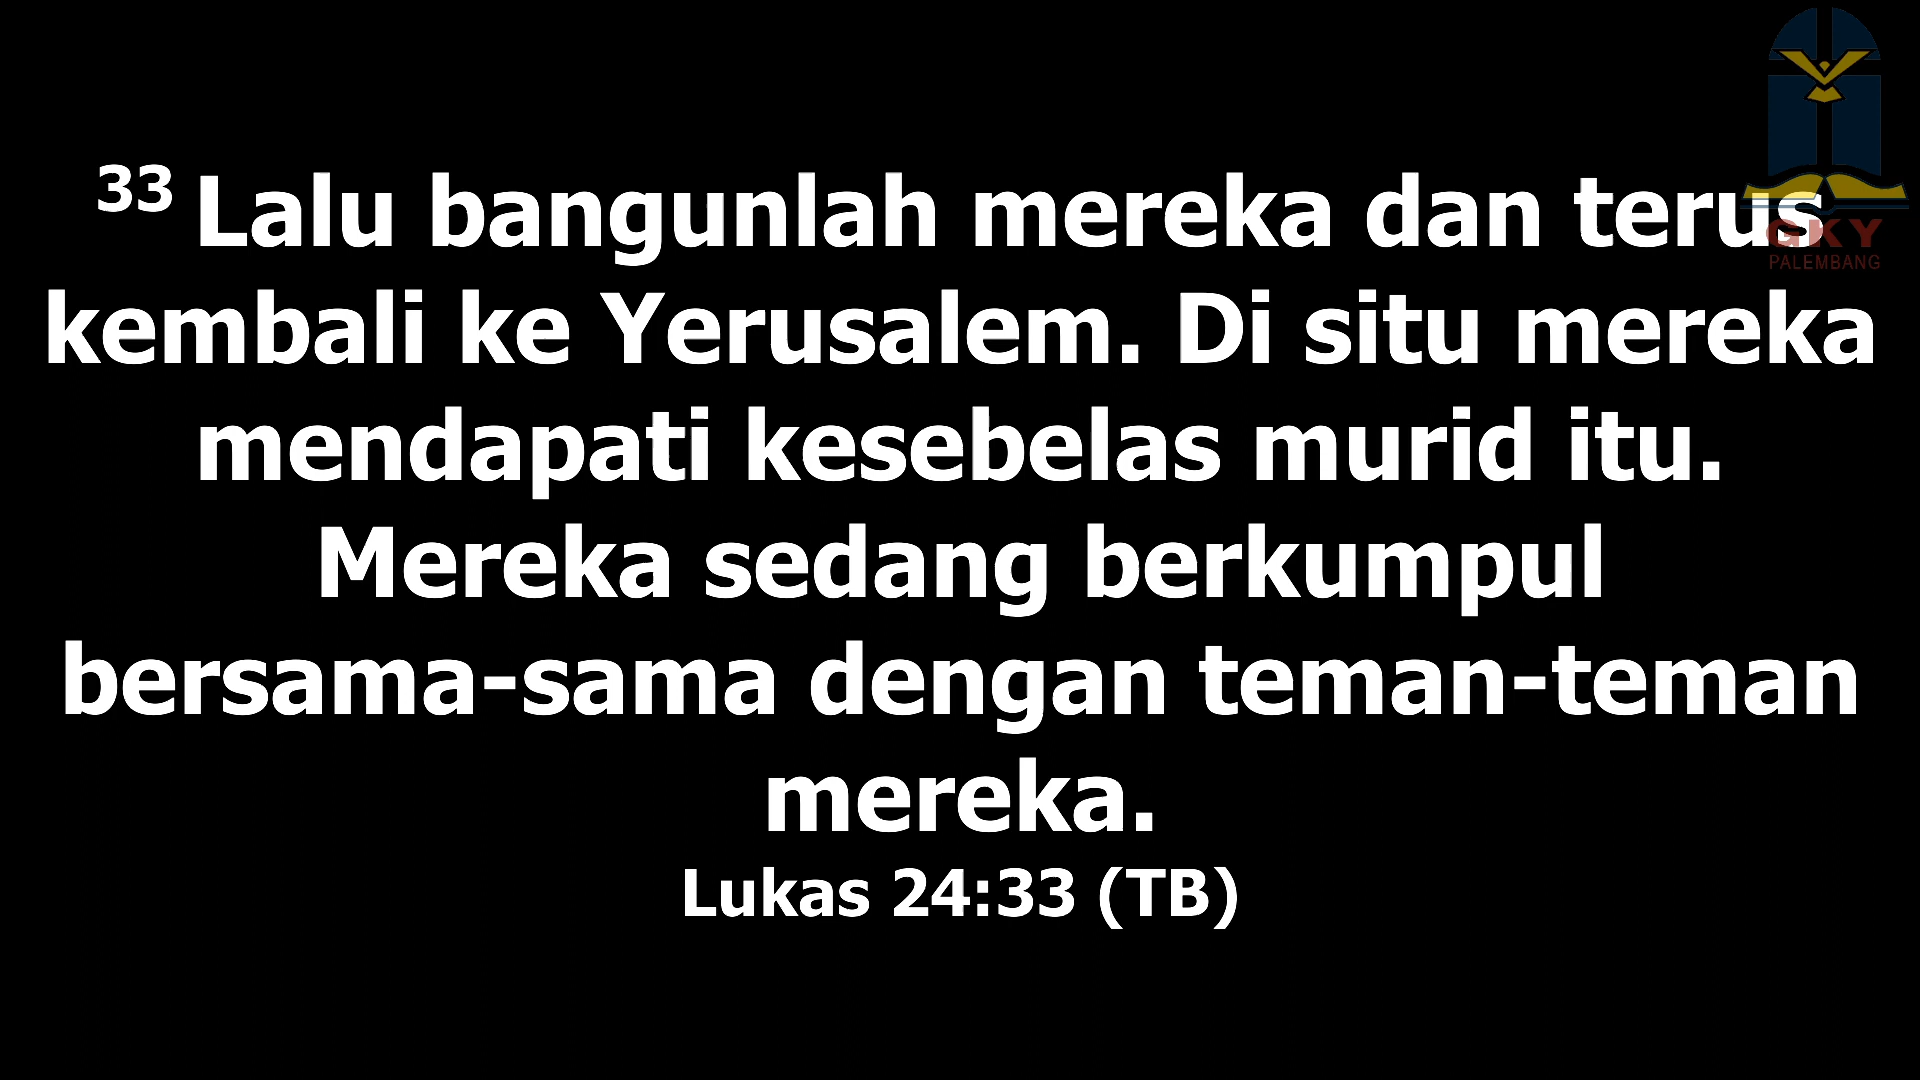 33 Lalu bangunlah mereka dan terus
kembali ke Yerusalem. Di situ mereka
mendapati kesebelas murid itu.
Mereka sedang berkumpul
bersama-sama dengan teman-teman
mereka.
Lukas 24:33 (TB)
GKY
PALEMBANG